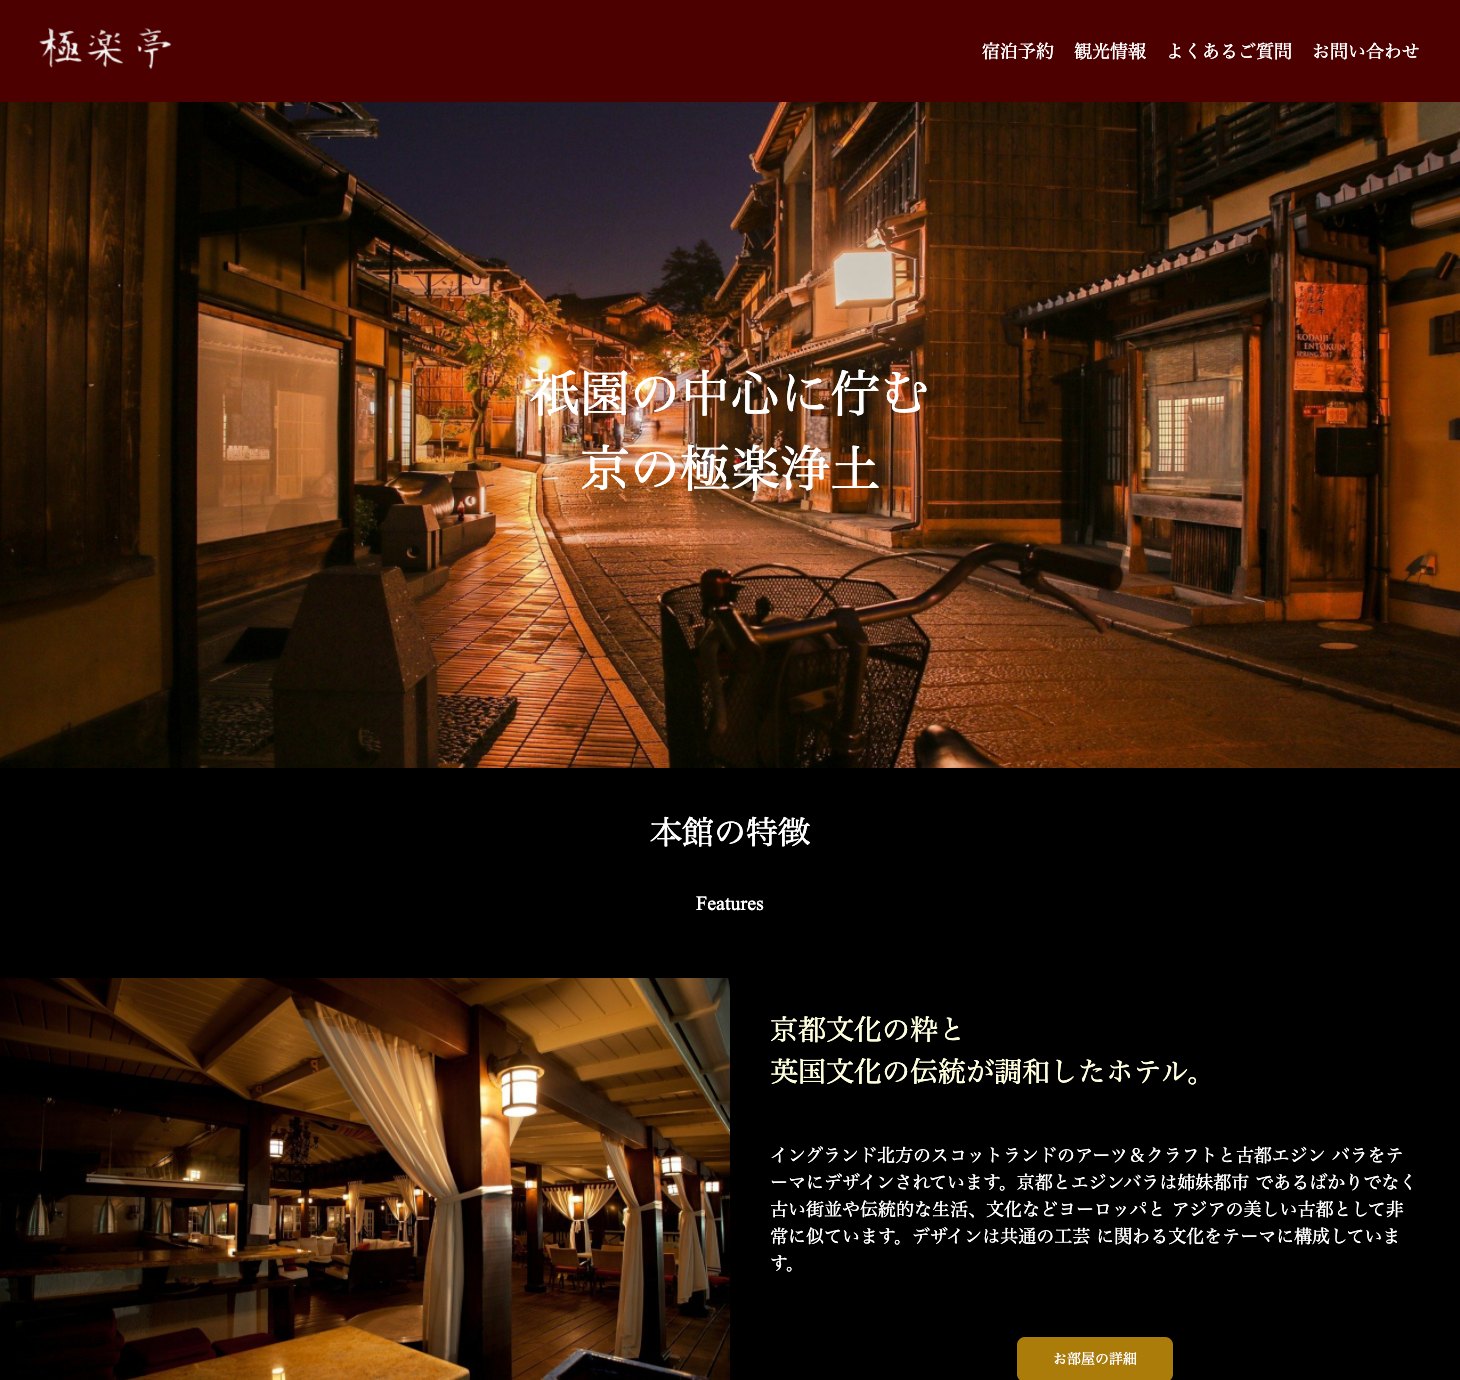 極楽亭
宿泊予約 観光情報 よくあるご質問 お問い合わせ
KODAIJI
ENTOKUIN
SPRING 2017
祇園の中心に佇む
京の極楽浄土
本館の特徴
Features
京都文化の粋と
英国文化の伝統が調和したホテル。
イングランド北方のスコットランドのアーツ＆クラフトと古都エジン バラをテ
ーマにデザインされています。京都とエジンバラは姉妹都市 であるばかりでなく
古い街並や伝統的な生活、文化などヨーロッパと アジアの美しい古都として非
常に似ています。デザインは共通の工芸 に関わる文化をテーマに構成していま
す。
お部屋の詳細